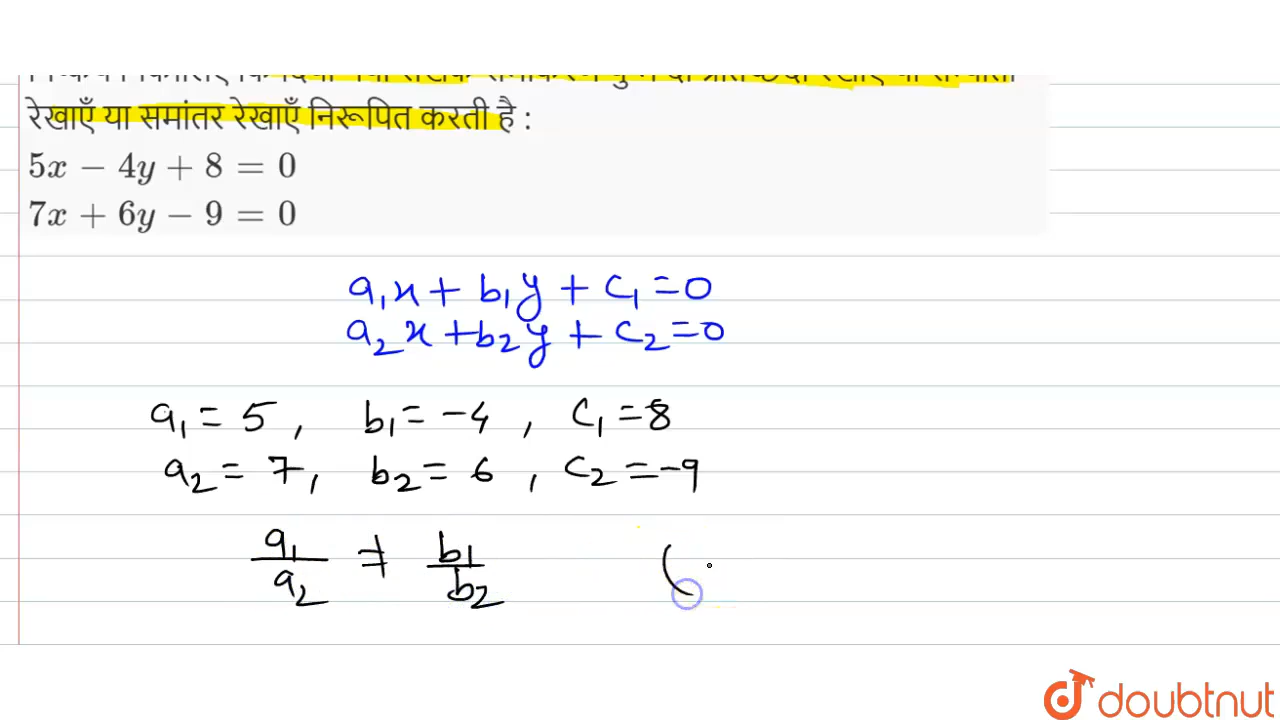 रेखाएँ या समांतर रेखाएँ निरूपित करती है :
5x − 4y + 8 = 0
7x + 6y − 9 = 0
a₁x + b₁y + c₁ = 0
a₂x + b₂y + c₂ = 0
a₁ = 5 , b₁ = −4 , c₁ = 8
a₂ = 7, b₂ = 6 , c₂ = −9
a₁/a₂ ≠ b₁/b₂ (
doubtnut